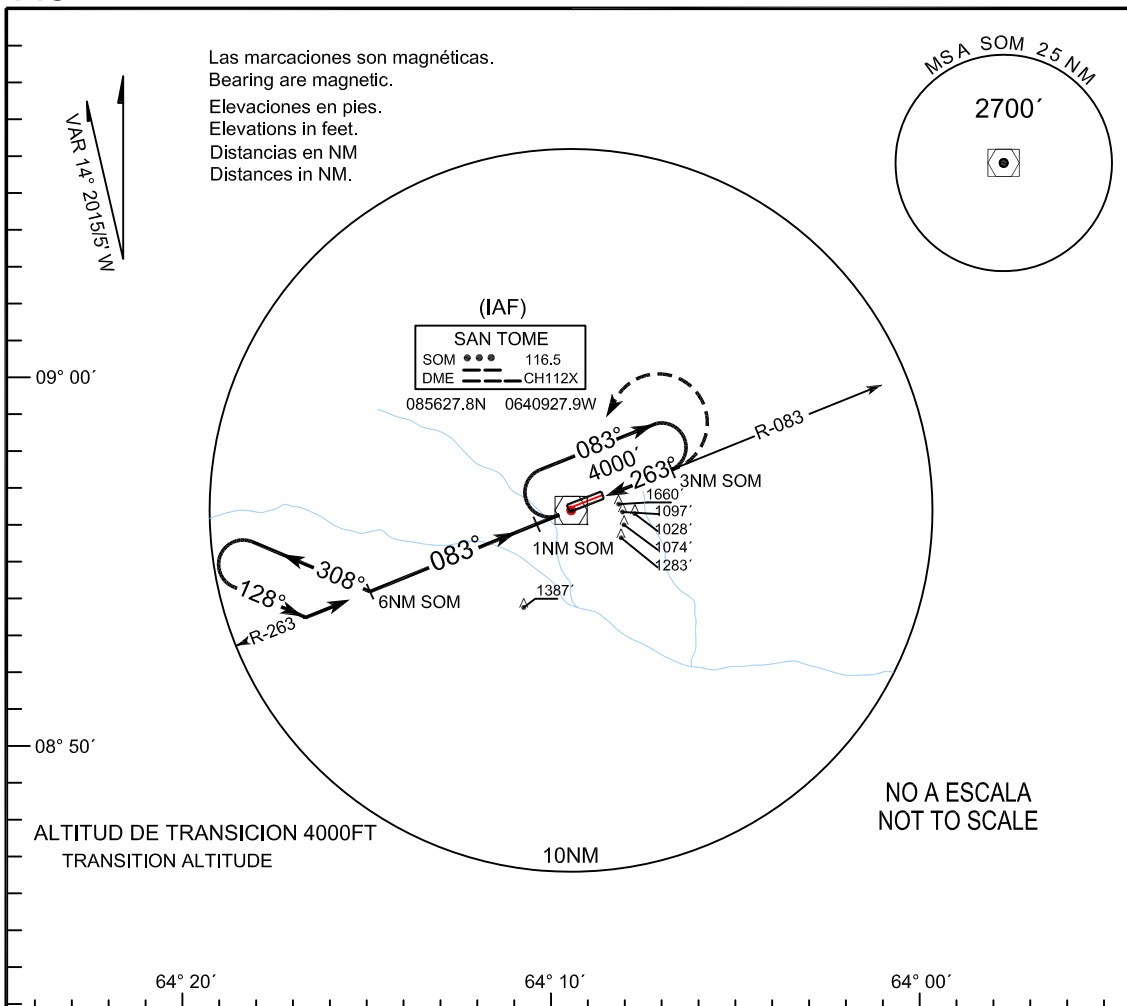 Las marcaciones son magnéticas.
Bearing are magnetic.
Elevaciones en pies.
Elevations in feet.
Distancias en NM
Distances in NM.
VAR 14° 2015/5' W
MSA SOM 25 NM
2700´
(IAF)
SAN TOME
SOM 116.5
DME CH112X
085627.8N 0640927.9W
09° 00´
R-083
083°
4000´
263°
3NM SOM
1660´
1097´
1028´
1074´
1283´
1NM SOM
083°
308°
128°
6NM SOM
R-263
1387´
08° 50´
NO A ESCALA
NOT TO SCALE
ALTITUD DE TRANSICION 4000FT
TRANSITION ALTITUDE
10NM
64° 20´
64° 10´
64° 00´